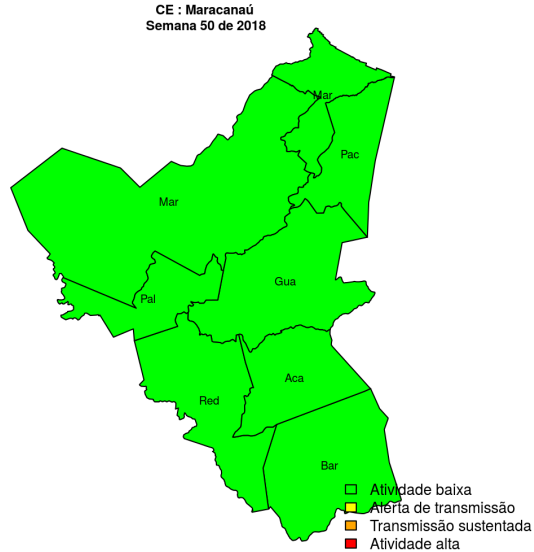 CE : Maracanaú
Semana 50 de 2018
Mar
Pac
Mar
Gua
Pal
Aca
Red
Bar
Atividade baixa
Alerta de transmissão
Transmissão sustentada
Atividade alta